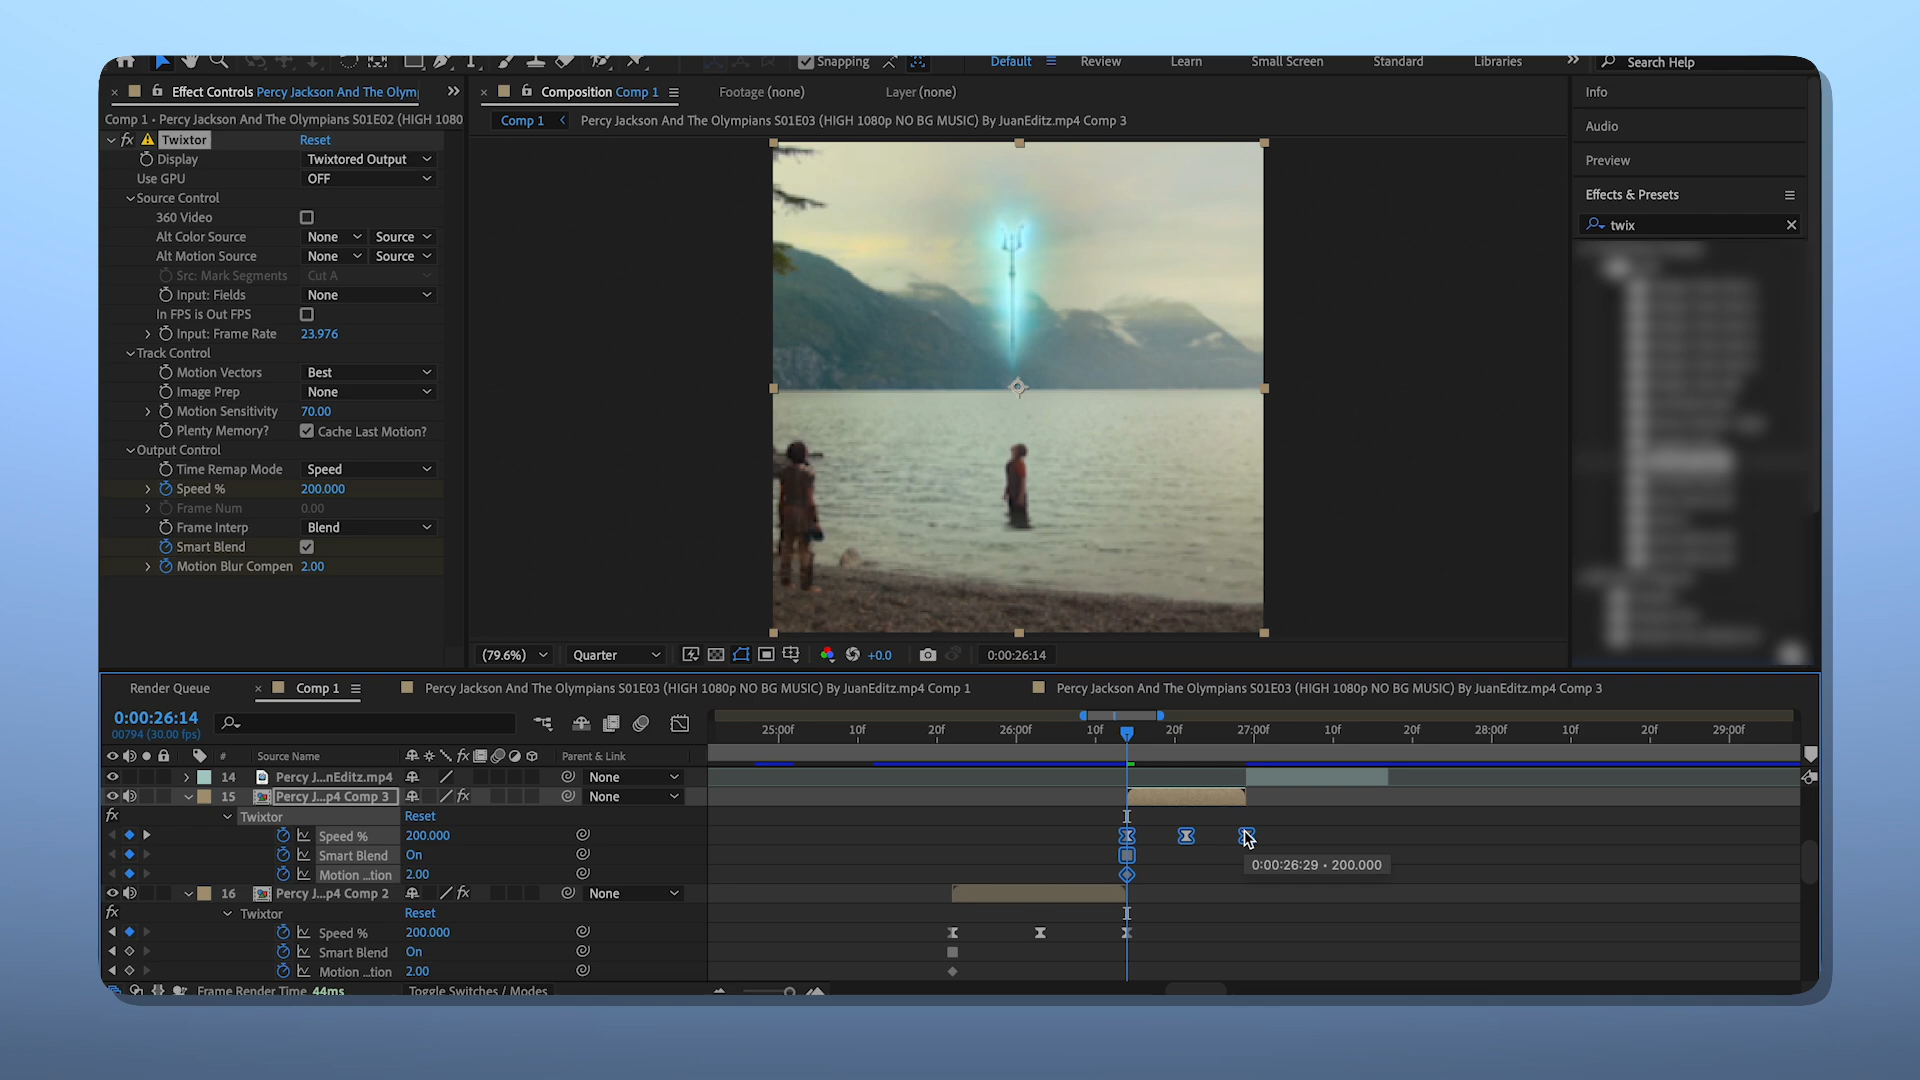 Snapping
Default
Review
Learn
Small Screen
Standard
Libraries
Search Help
Effect Controls Percy Jackson And The Olym
Comp 1 • Percy Jackson And The Olympians S01E02 (HIGH 1080
fx Twixtor Reset
Display Twixtored Output
Use GPU OFF
Source Control
360 Video
Alt Color Source None Source
Alt Motion Source None Source
Src: Mark Segments Cut A
Input: Fields None
In FPS is Out FPS
Input: Frame Rate 23.976
Track Control
Motion Vectors Best
Image Prep None
Motion Sensitivity 70.00
Plenty Memory? Cache Last Motion?
Output Control
Time Remap Mode Speed
Speed % 200.000
Frame Num 0.00
Frame Interp Blend
Smart Blend
Motion Blur Compen 2.00
Composition Comp 1
Footage (none)
Layer (none)
Comp 1
Percy Jackson And The Olympians S01E03 (HIGH 1080p NO BG MUSIC) By JuanEditz.mp4 Comp 3
(79.6%)
Quarter
+0.0
0:00:26:14
Info
Audio
Preview
Effects & Presets
twix
Render Queue
Comp 1
Percy Jackson And The Olympians S01E03 (HIGH 1080p NO BG MUSIC) By JuanEditz.mp4 Comp 1
Percy Jackson And The Olympians S01E03 (HIGH 1080p NO BG MUSIC) By JuanEditz.mp4 Comp 3
0:00:26:14
00794 (30.00 fps)
25:00f 10f 20f 26:00f 10f 20f 27:00f 10f 20f 28:00f 10f 20f 29:00f
# Source Name fx Parent & Link
14 Percy J...nEditz.mp4 None
15 Percy J...p4 Comp 3 fx None
fx Twixtor Reset
Speed % 200.000
Smart Blend On
Motion ...tion 2.00
0:00:26:29 • 200.000
16 Percy J...p4 Comp 2 fx None
fx Twixtor Reset
Speed % 200.000
Smart Blend On
Motion ...tion 2.00
Frame Render Time 44ms
Toggle Switches / Modes